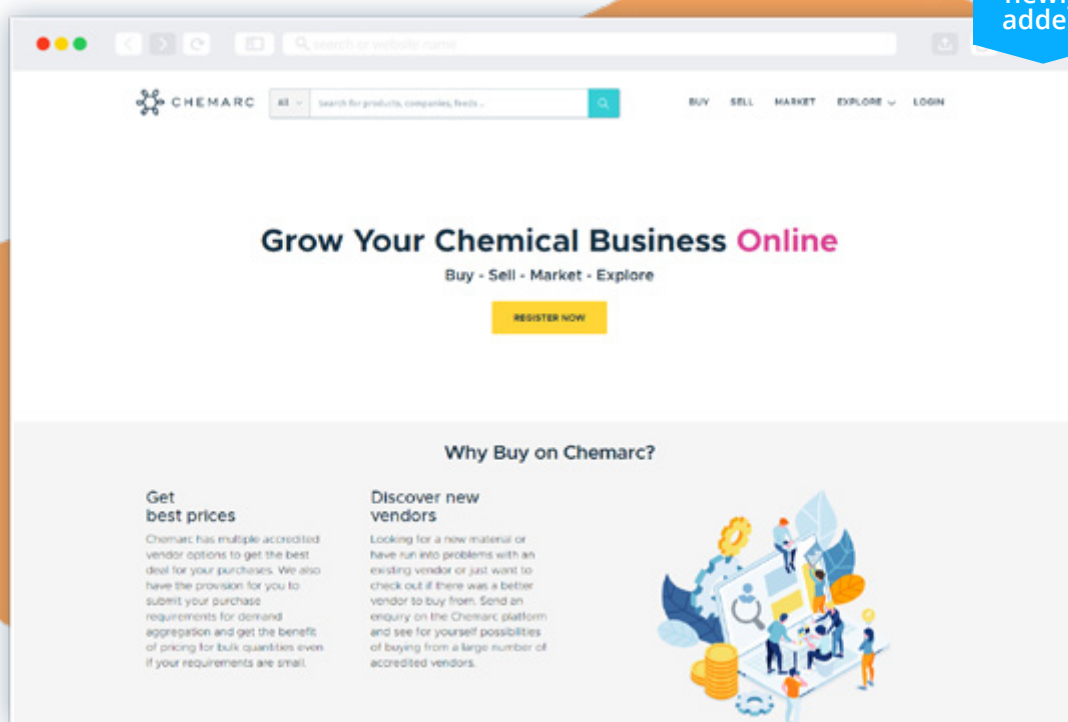 adde
search or website name
CHEMARC
All
Search for products, companies, feeds ..
BUY SELL MARKET EXPLORE LOGIN
Grow Your Chemical Business Online
Buy - Sell - Market - Explore
REGISTER NOW
Why Buy on Chemarc?
Get
best prices
Chemarc has multiple accredited
vendor options to get the best
deal for your purchases. We also
have the provision for you to
submit your purchase
requirements for demand
aggregation and get the benefit
of pricing for bulk quantities even
if your requirements are small.
Discover new
vendors
Looking for a new material or
have run into problems with an
existing vendor or just want to
check out if there was a better
vendor to buy from. Send an
enquiry on the Chemarc platform
and see for yourself possibilities
of buying from a large number of
accredited vendors.